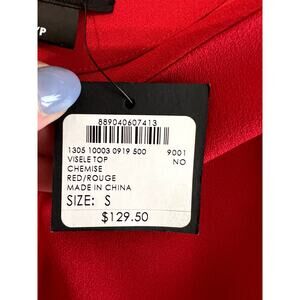 889040607413
1305 10003 0919 500 9001
VISELE TOP NO
CHEMISE
RED/ROUGE
MADE IN CHINA
SIZE: S
$129.50